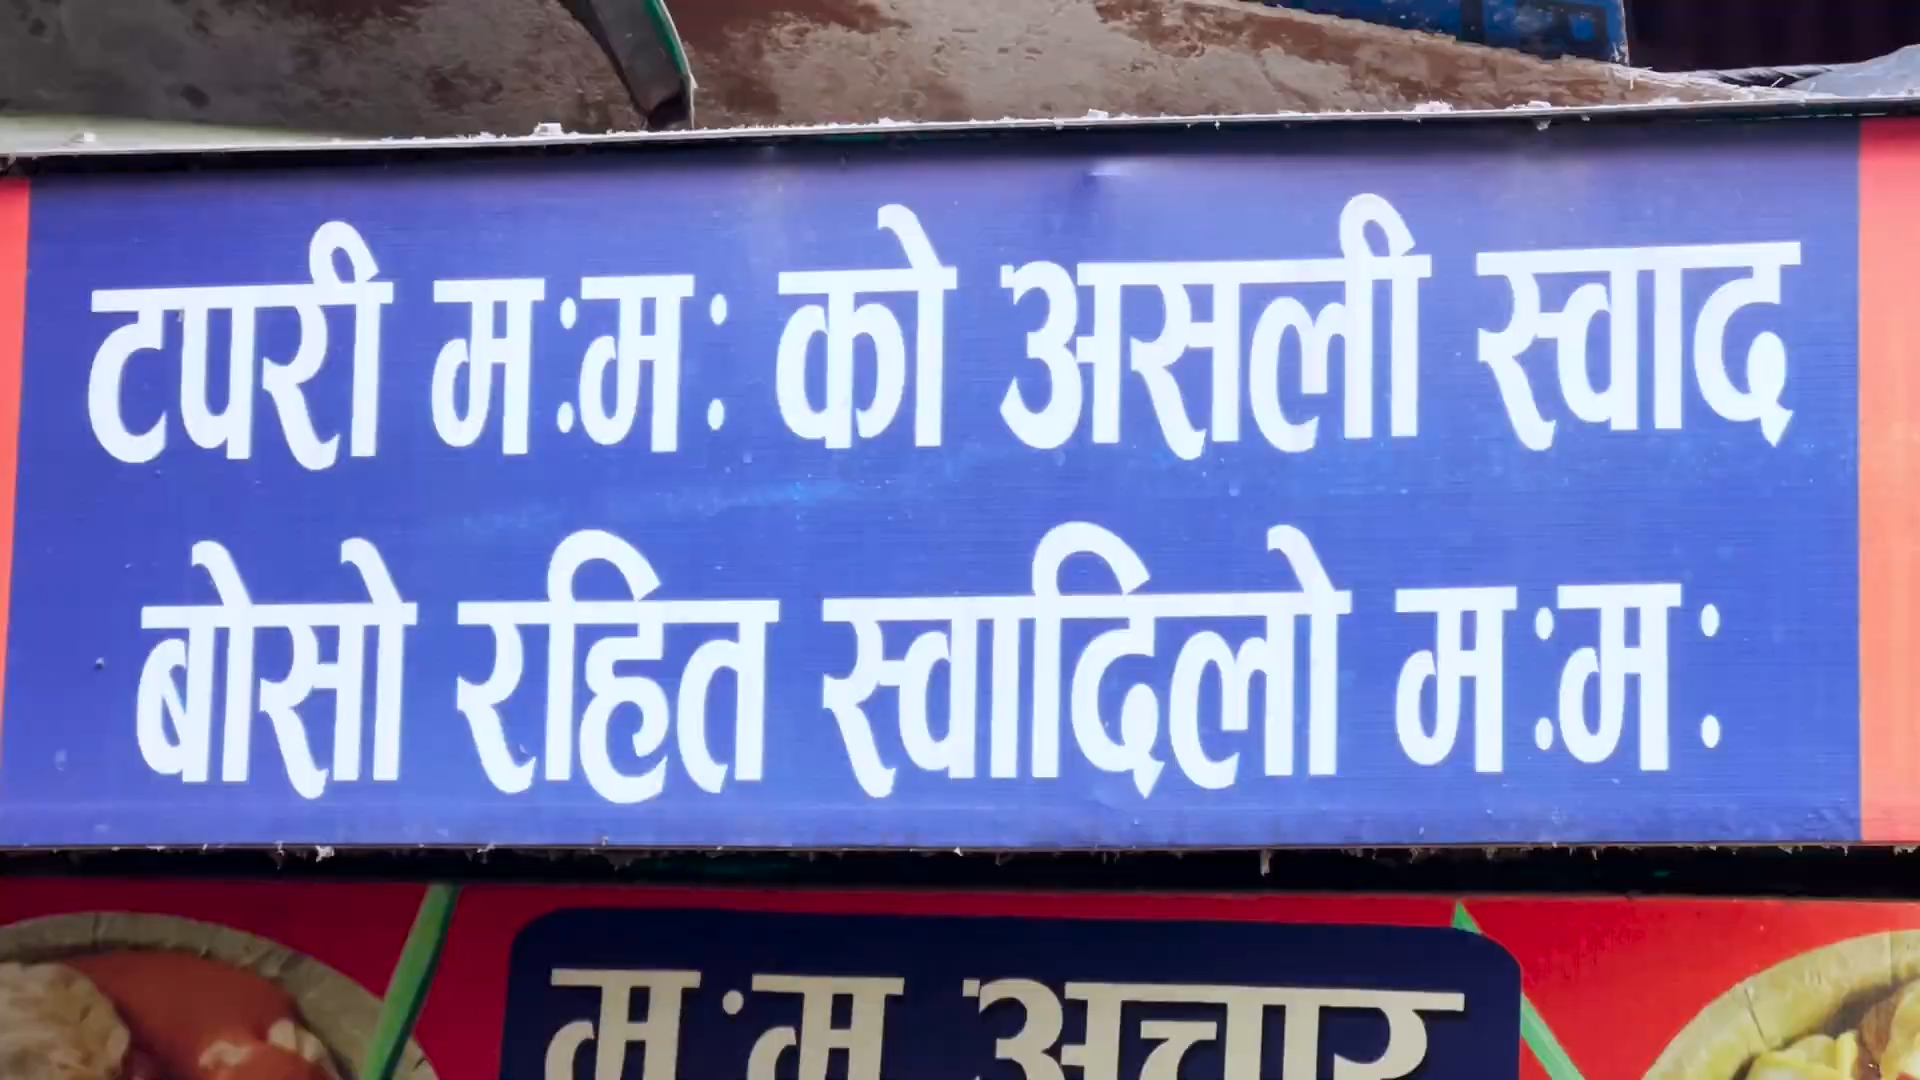 टपरी म:म: को असली स्वाद
बोसो रहित स्वादिलो म:म:
म:म अचार